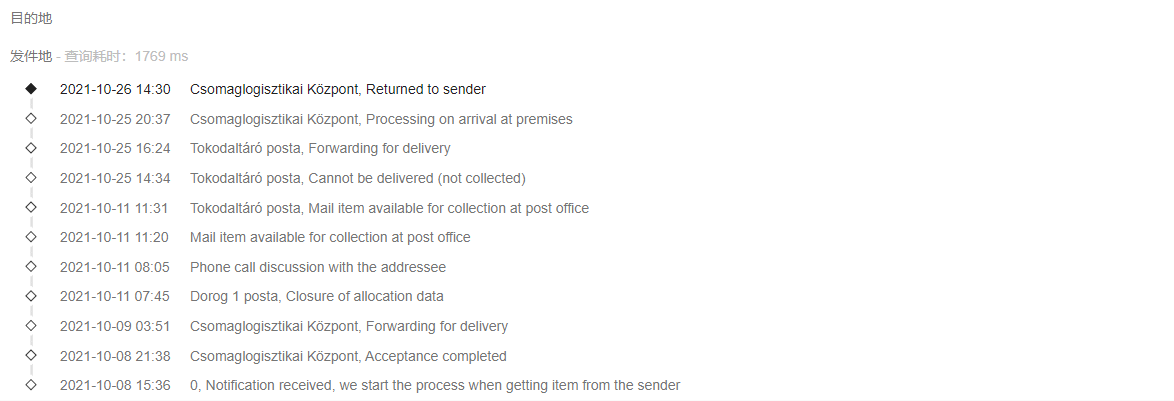 目的地
发件地 - 查询耗时：1769 ms
2021-10-26 14:30 Csomaglogisztikai Központ, Returned to sender
2021-10-25 20:37 Csomaglogisztikai Központ, Processing on arrival at premises
2021-10-25 16:24 Tokodaltáró posta, Forwarding for delivery
2021-10-25 14:34 Tokodaltáró posta, Cannot be delivered (not collected)
2021-10-11 11:31 Tokodaltáró posta, Mail item available for collection at post office
2021-10-11 11:20 Mail item available for collection at post office
2021-10-11 08:05 Phone call discussion with the addressee
2021-10-11 07:45 Dorog 1 posta, Closure of allocation data
2021-10-09 03:51 Csomaglogisztikai Központ, Forwarding for delivery
2021-10-08 21:38 Csomaglogisztikai Központ, Acceptance completed
2021-10-08 15:36 0, Notification received, we start the process when getting item from the sender